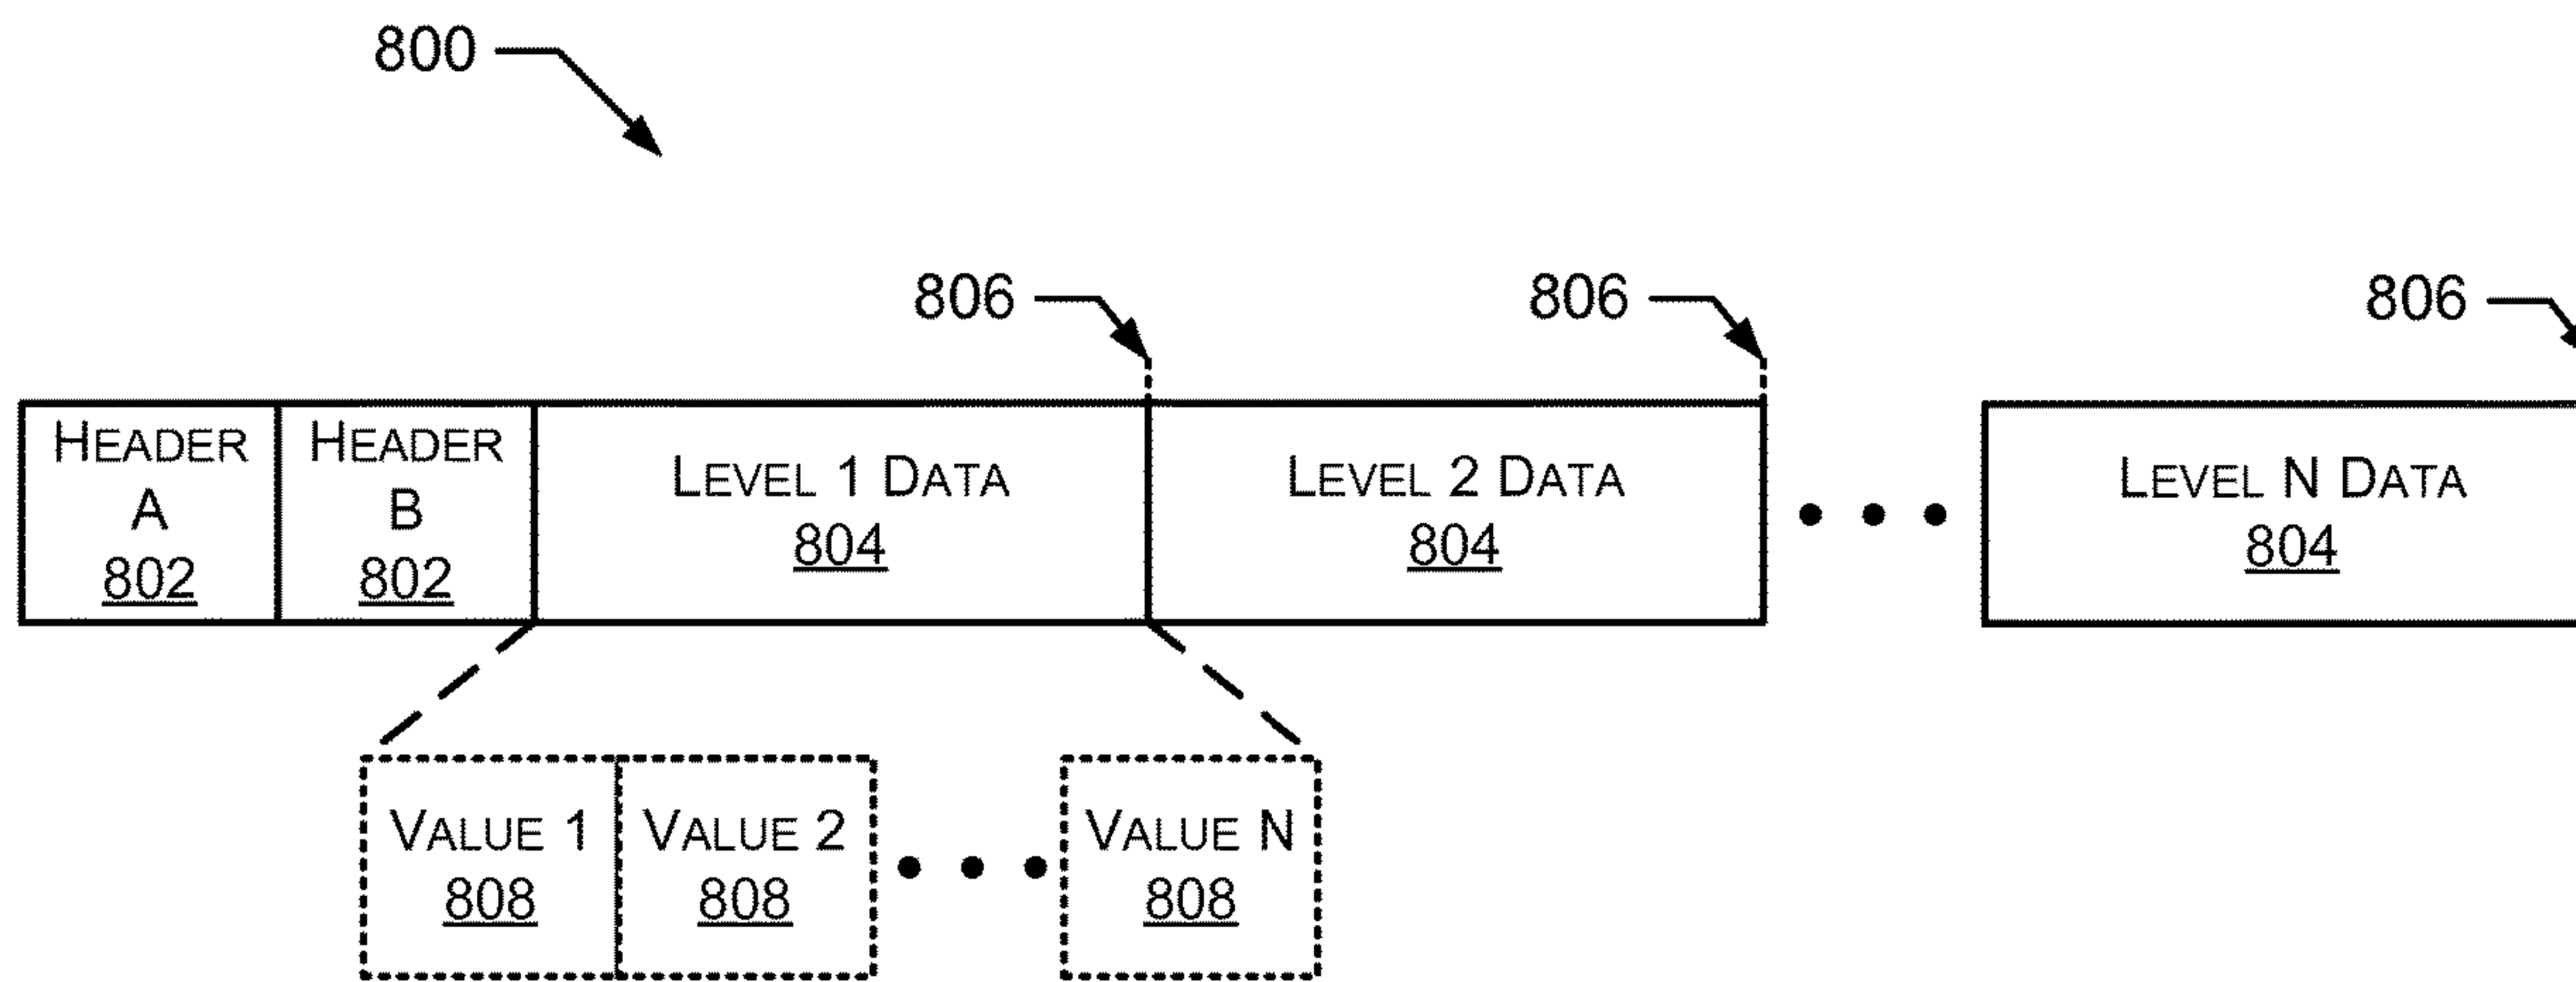 800
806
806
806
HEADER
A
802
HEADER
B
802
LEVEL 1 DATA
804
LEVEL 2 DATA
804
LEVEL N DATA
804
VALUE 1
808
VALUE 2
808
VALUE N
808